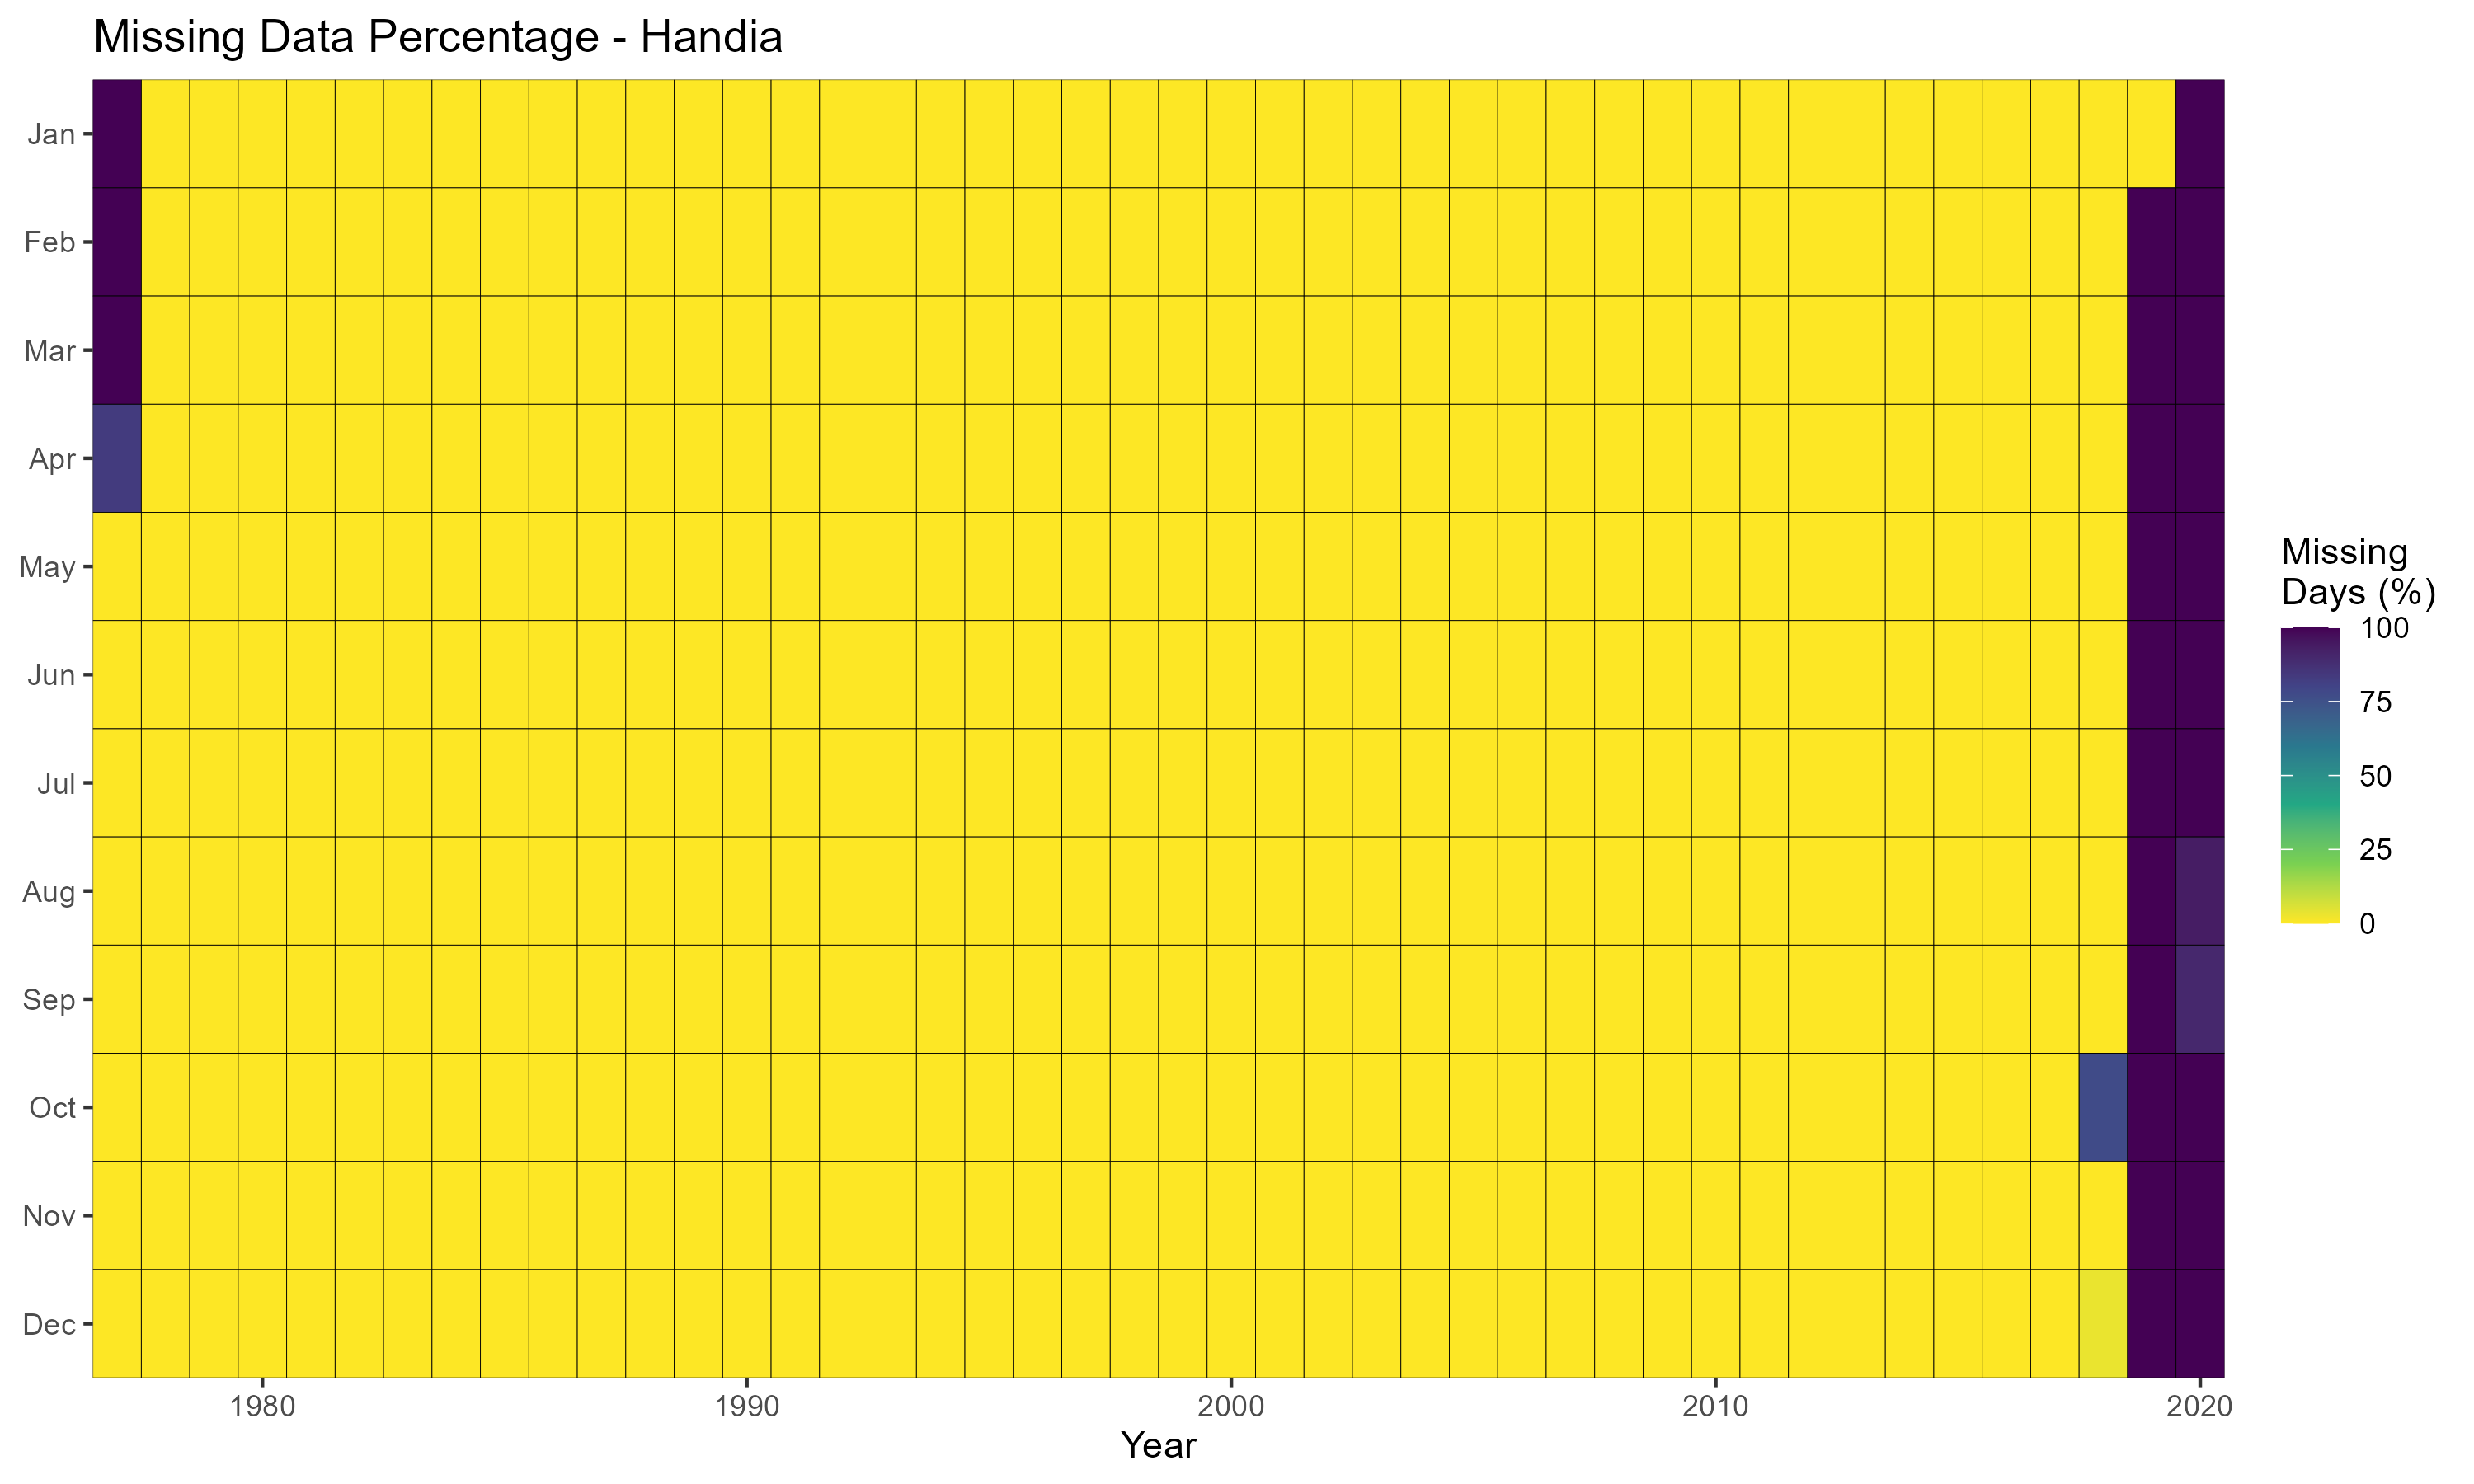 Missing Data Percentage - Handia
Jan
Feb
Mar
Apr
May
Jun
Jul
Aug
Sep
Oct
Nov
Dec
1980 1990 2000 2010 2020
Year
Missing
Days (%)
100
75
50
25
0